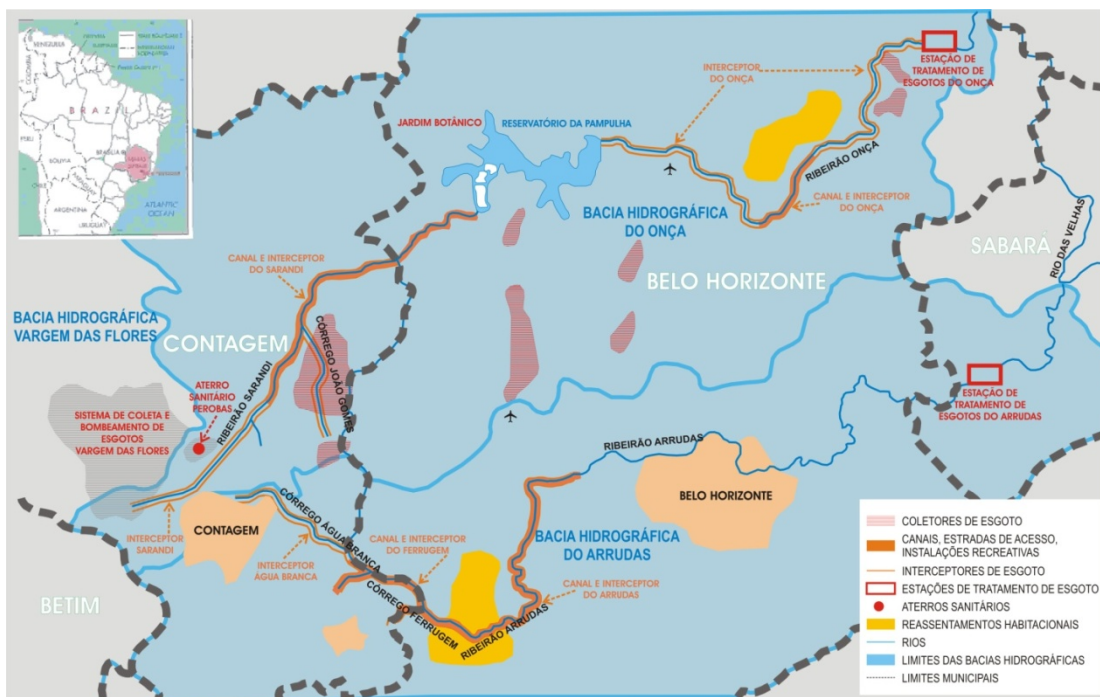 VENEZUELA
COLOMBIA
BRAZIL
PERU
BOLIVIA
BRASÍLIA
CHILE
PARAGUAY
ARGENTINA
URUGUAY
ATLANTIC
OCEAN
INTERCEPTOR
DO ONÇA
ESTAÇÃO DE
TRATAMENTO DE
ESGOTOS DO ONÇA
JARDIM BOTÂNICO
RESERVATÓRIO DA PAMPULHA
RIBEIRÃO ONÇA
CANAL E INTERCEPTOR
DO ONÇA
BACIA HIDROGRÁFICA
DO ONÇA
SABARÁ
RIO DAS VELHAS
CANAL E INTERCEPTOR
DO SARANDI
BELO HORIZONTE
BACIA HIDROGRÁFICA
VARGEM DAS FLORES
CONTAGEM
CÓRREGO JOÃO GOMES
RIBEIRÃO SARANDI
ATERRO
SANITÁRIO
PEROBAS
SISTEMA DE COLETA E
BOMBEAMENTO DE
ESGOTOS
VARGEM DAS FLORES
ESTAÇÃO DE
TRATAMENTO DE
ESGOTOS DO ARRUDAS
RIBEIRÃO ARRUDAS
BELO HORIZONTE
CONTAGEM
CÓRREGO ÁGUA BRANCA
INTERCEPTOR
SARANDI
INTERCEPTOR
ÁGUA BRANCA
CANAL E INTERCEPTOR
DO FERRUGEM
BACIA HIDROGRÁFICA
DO ARRUDAS
CANAL E INTERCEPTOR
DO ARRUDAS
BETIM
CÓRREGO FERRUGEM
RIBEIRÃO ARRUDAS
COLETORES DE ESGOTO
CANAIS, ESTRADAS DE ACESSO,
INSTALAÇÕES RECREATIVAS
INTERCEPTORES DE ESGOTO
ESTAÇÕES DE TRATAMENTO DE ESGOTO
ATERROS SANITÁRIOS
REASSENTAMENTOS HABITACIONAIS
RIOS
LIMITES DAS BACIAS HIDROGRÁFICAS
LIMITES MUNICIPAIS